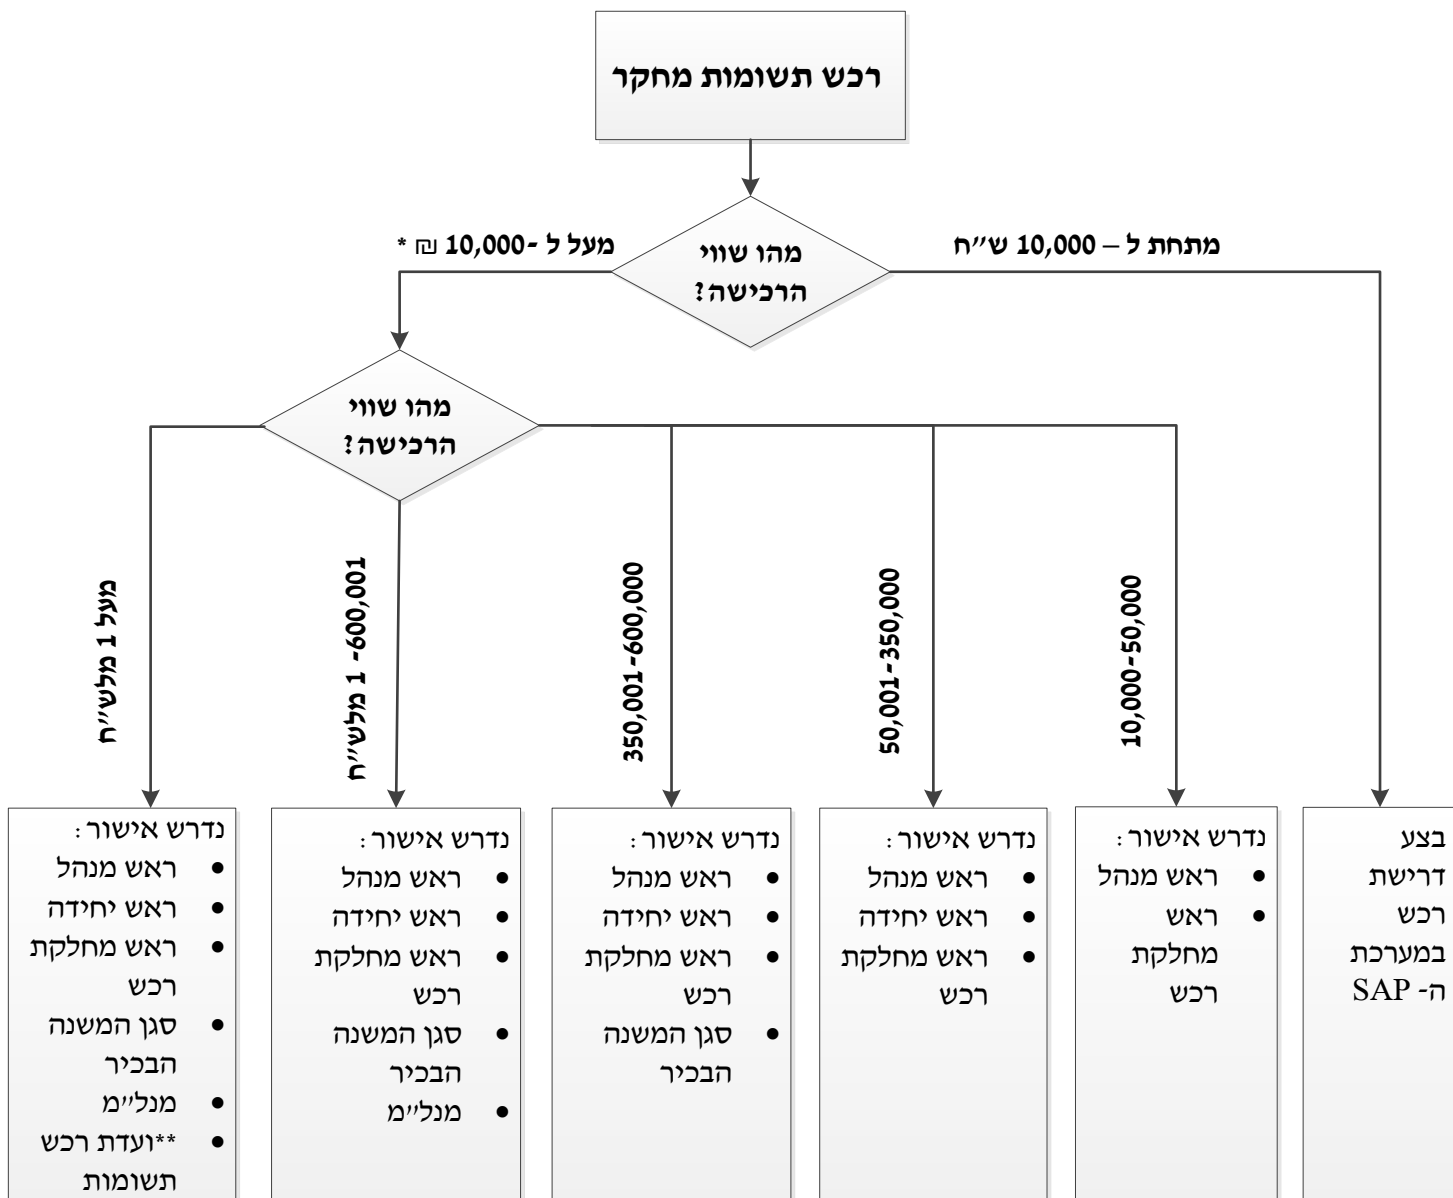 רכש תשומות מחקר
מהו שווי
הרכישה?
מתחת ל – 10,000 ש״ח
מעל ל -10,000 ₪ *
מהו שווי
הרכישה?
10,000-50,000
50,001-350,000
350,001-600,000
600,001- 1 מלש״ח
מעל 1 מלש״ח
בצע
דרישת
רכש
במערכת
ה- SAP
נדרש אישור:
• ראש מנהל
• ראש
מחלקת
רכש
נדרש אישור:
• ראש מנהל
• ראש יחידה
• ראש מחלקת
רכש
נדרש אישור:
• ראש מנהל
• ראש יחידה
• ראש מחלקת
רכש
• סגן המשנה
הבכיר
נדרש אישור:
• ראש מנהל
• ראש יחידה
• ראש מחלקת
רכש
• סגן המשנה
הבכיר
• מנל״מ
נדרש אישור:
• ראש מנהל
• ראש יחידה
• ראש מחלקת
רכש
• סגן המשנה
הבכיר
• מנל״מ
• **ועדת רכש
תשומות